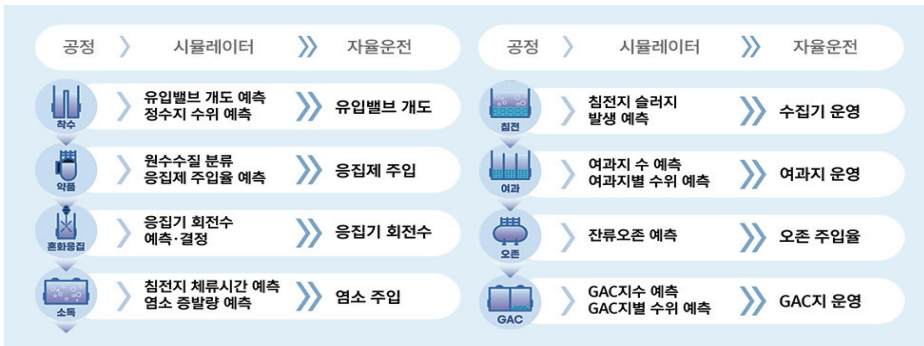 공정 시뮬레이터 자율운전
착수 유입밸브 개도 예측 유입밸브 개도
정수지 수위 예측
약품 원수수질 분류 응집제 주입
응집제 주입율 예측
혼화응집 응집기 회전수 응집기 회전수
예측·결정
소독 침전지 체류시간 예측 염소 주입
염소 증발량 예측
공정 시뮬레이터 자율운전
침전 침전지 슬러지 수집기 운영
발생 예측
여과 여과지 수 예측 여과지 운영
여과지별 수위 예측
오존 잔류오존 예측 오존 주입율
GAC GAC지수 예측 GAC지 운영
GAC지별 수위 예측